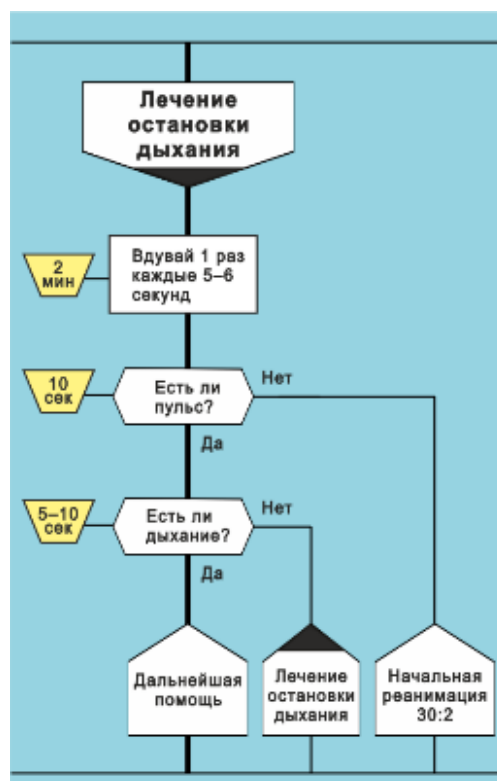 Лечение
остановки
дыхания
2
мин
Вдувай 1 раз
каждые 5–6
секунд
10
сек
Есть ли
пульс?
Нет
Да
5–10
сек
Есть ли
дыхание?
Нет
Да
Дальнейшая
помощь
Лечение
остановки
дыхания
Начальная
реанимация
30:2